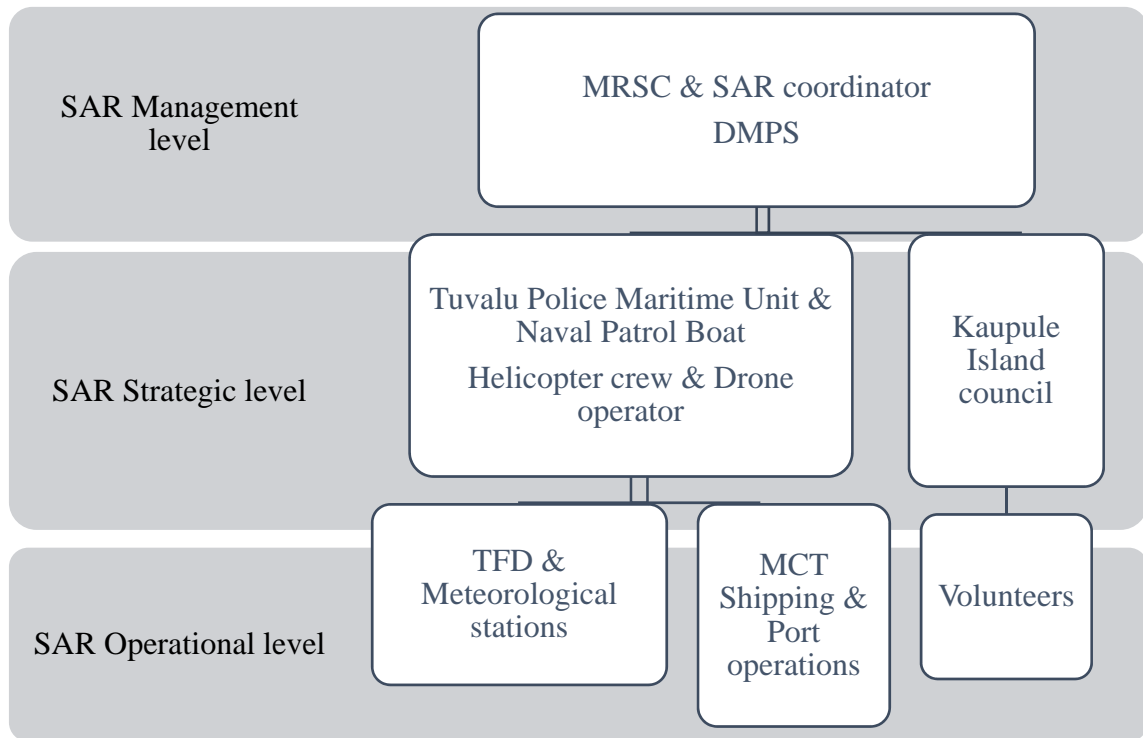 SAR Management
level
MRSC & SAR coordinator
DMPS
SAR Strategic level
Tuvalu Police Maritime Unit &
Naval Patrol Boat
Helicopter crew & Drone
operator
Kaupule
Island
council
SAR Operational level
TFD &
Meteorological
stations
MCT
Shipping &
Port
operations
Volunteers